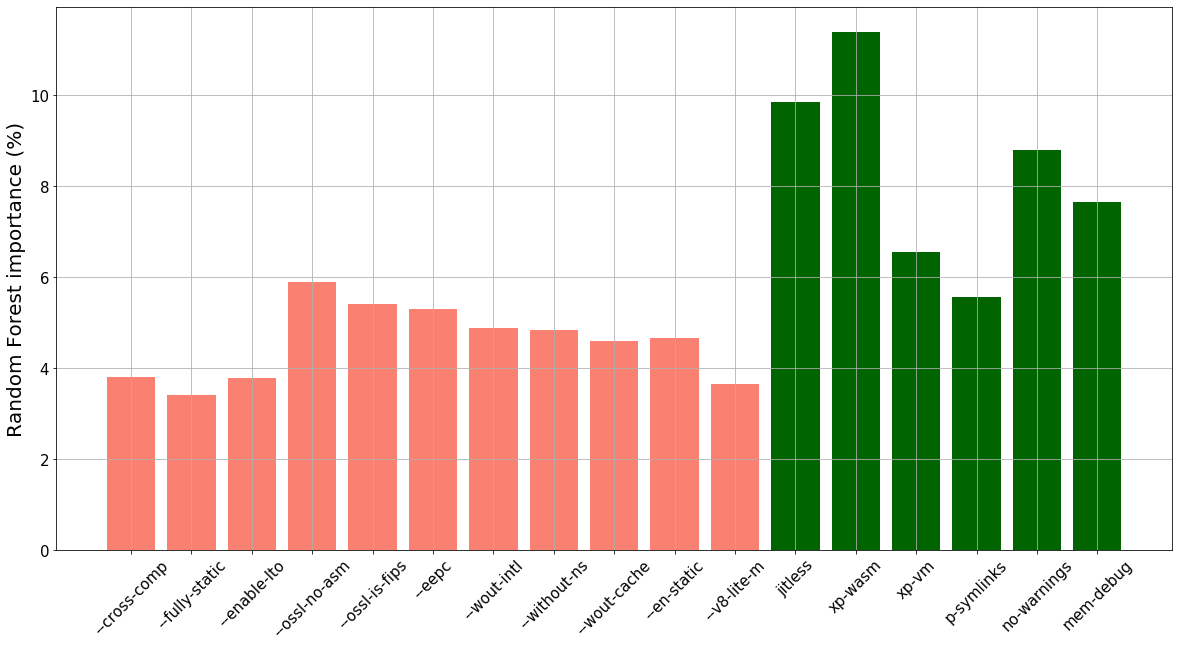 Random Forest importance (%)
10
8
6
4
2
0
--cross-comp
--fully-static
--enable-lto
--ossl-no-asm
--ossl-is-fips
--eepc
--wout-intl
--without-ns
--wout-cache
--en-static
--v8-lite-m
jitless
xp-wasm
xp-vm
p-symlinks
no-warnings
mem-debug